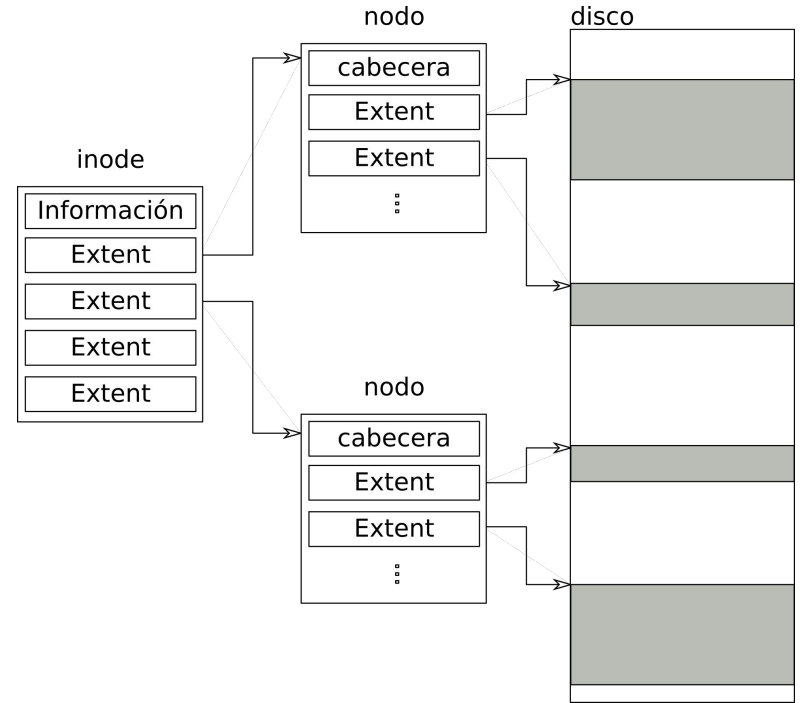 inode
Información
Extent
Extent
Extent
Extent
nodo
cabecera
Extent
Extent
nodo
cabecera
Extent
Extent
disco